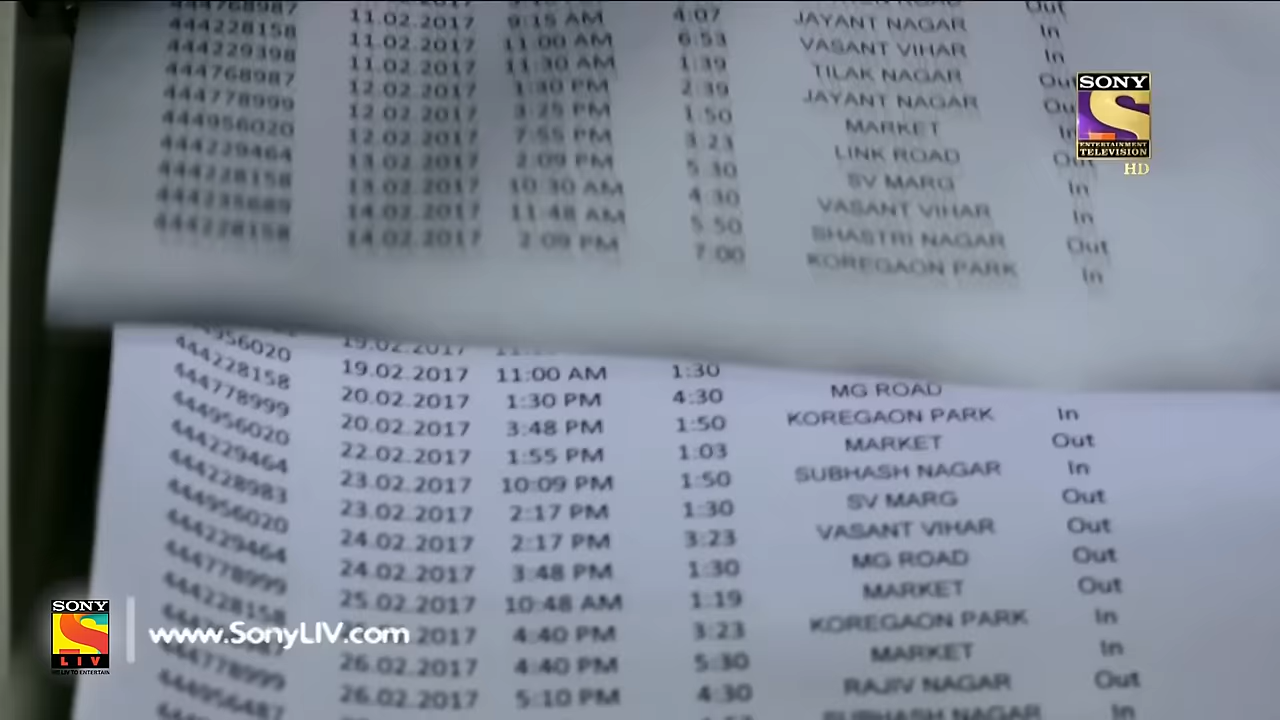 444768987 Out
444228158 11.02.2017 9:15 AM 4:07 JAYANT NAGAR In
444229398 11.02.2017 11:00 AM 6:53 VASANT VIHAR In
444768987 11.02.2017 11:30 AM 1:39 TILAK NAGAR Out
444778999 12.02.2017 1:30 PM 2:39 JAYANT NAGAR Out
444956020 12.02.2017 3:25 PM 1:50 MARKET In
444229464 12.02.2017 7:55 PM 3:23 LINK ROAD Out
444228158 13.02.2017 2:09 PM 5:30 SV MARG In
444235689 13.02.2017 10:30 AM 4:30 VASANT VIHAR In
444228158 14.02.2017 11:48 AM 5:50 SHASTRI NAGAR Out
14.02.2017 2:09 PM 7:00 KOREGAON PARK In
444956020 19.02.2017
444228158 19.02.2017 11:00 AM 1:30 MG ROAD
444778999 20.02.2017 1:30 PM 4:30 KOREGAON PARK In
444956020 20.02.2017 3:48 PM 1:50 MARKET Out
444229464 22.02.2017 1:55 PM 1:03 SUBHASH NAGAR In
444228983 23.02.2017 10:09 PM 1:50 SV MARG Out
444956020 23.02.2017 2:17 PM 1:30 VASANT VIHAR Out
444229464 24.02.2017 2:17 PM 3:23 MG ROAD Out
444778999 24.02.2017 3:48 PM 1:30 MARKET Out
444228158 25.02.2017 10:48 AM 1:19 KOREGAON PARK In
2017 4:40 PM 3:23 MARKET In
444778999 26.02.2017 4:40 PM 5:30 RAJIV NAGAR Out
444956487 26.02.2017 5:10 PM 4:30 SUBHASH NAGAR In
SONY
ENTERTAINMENT
TELEVISION
HD
SONY
LIV
www.SonyLIV.com